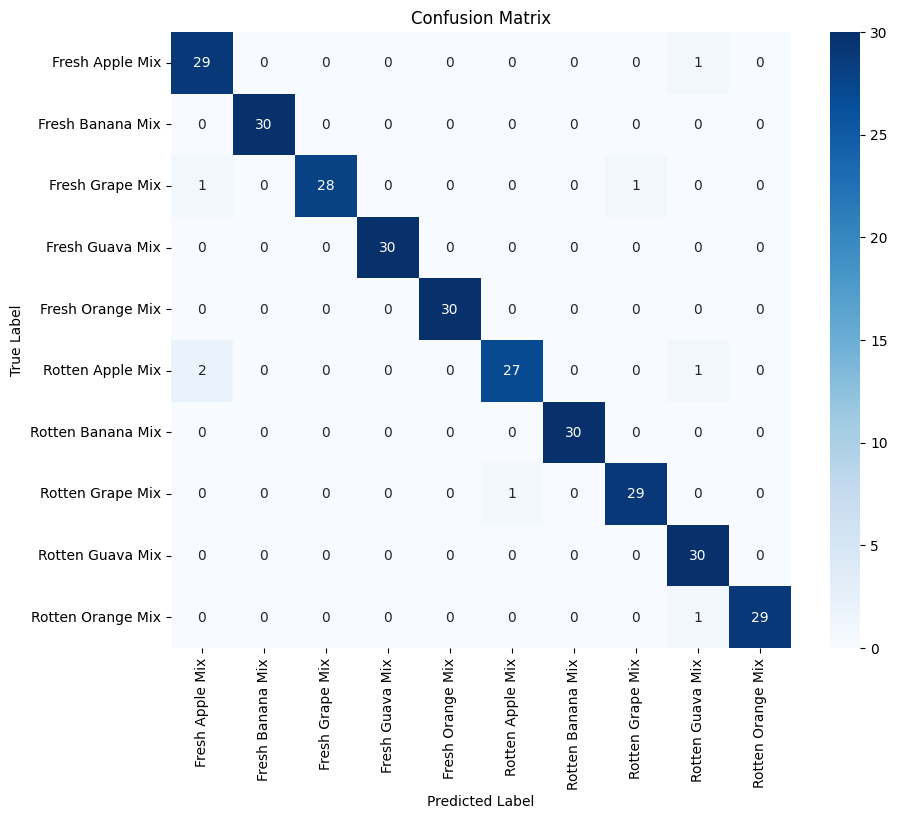 Confusion Matrix
Fresh Apple Mix 29 0 0 0 0 0 0 0 1 0
Fresh Banana Mix 0 30 0 0 0 0 0 0 0 0
Fresh Grape Mix 1 0 28 0 0 0 0 1 0 0
Fresh Guava Mix 0 0 0 30 0 0 0 0 0 0
Fresh Orange Mix 0 0 0 0 30 0 0 0 0 0
Rotten Apple Mix 2 0 0 0 0 27 0 0 1 0
Rotten Banana Mix 0 0 0 0 0 0 30 0 0 0
Rotten Grape Mix 0 0 0 0 0 1 0 29 0 0
Rotten Guava Mix 0 0 0 0 0 0 0 0 30 0
Rotten Orange Mix 0 0 0 0 0 0 0 0 1 29
True Label
Fresh Apple Mix
Fresh Banana Mix
Fresh Grape Mix
Fresh Guava Mix
Fresh Orange Mix
Rotten Apple Mix
Rotten Banana Mix
Rotten Grape Mix
Rotten Guava Mix
Rotten Orange Mix
Predicted Label
30
25
20
15
10
5
0